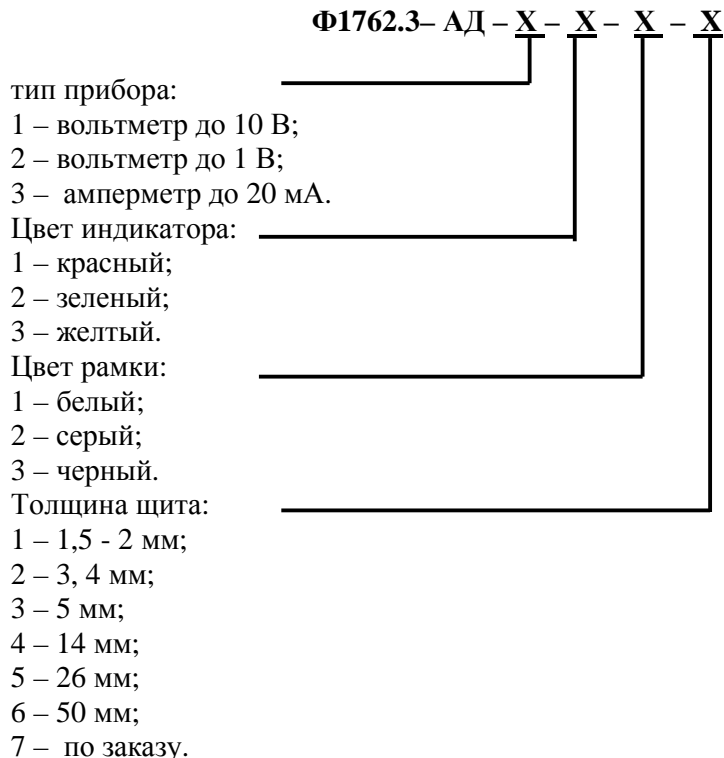 Ф1762.3– АД – Х – Х – Х – Х
тип прибора:
1 – вольтметр до 10 В;
2 – вольтметр до 1 В;
3 – амперметр до 20 мА.
Цвет индикатора:
1 – красный;
2 – зеленый;
3 – желтый.
Цвет рамки:
1 – белый;
2 – серый;
3 – черный.
Толщина щита:
1 – 1,5 - 2 мм;
2 – 3, 4 мм;
3 – 5 мм;
4 – 14 мм;
5 – 26 мм;
6 – 50 мм;
7 – по заказу.